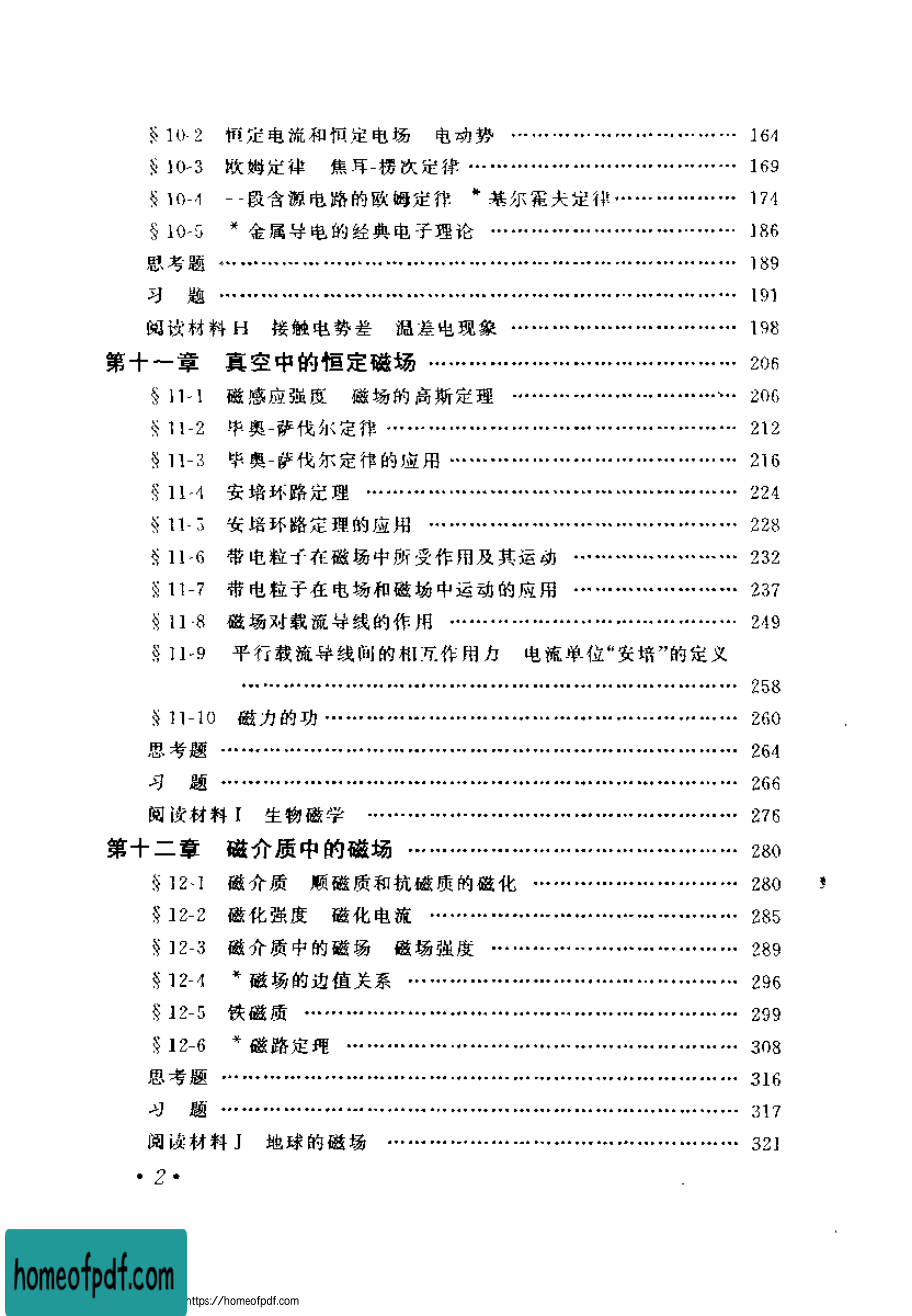 § 10-2 恒定电流和恒定电场 电动势 …………………………… 164
§ 10-3 欧姆定律 焦耳-楞次定律 ………………………………… 169
§ 10-4 一段含源电路的欧姆定律 *基尔霍夫定律 ……………… 174
§ 10-5 *金属导电的经典电子理论 ……………………………… 186
思考题 ………………………………………………………………… 189
习 题 ………………………………………………………………… 191
阅读材料 H 接触电势差 温差电现象 …………………………… 198
第十一章 真空中的恒定磁场 ……………………………………… 206
§ 11-1 磁感应强度 磁场的高斯定理 …………………………… 206
§ 11-2 毕奥-萨伐尔定律 ………………………………………… 212
§ 11-3 毕奥-萨伐尔定律的应用 ………………………………… 216
§ 11-4 安培环路定理 …………………………………………… 224
§ 11-5 安培环路定理的应用 …………………………………… 228
§ 11-6 带电粒子在磁场中所受作用及其运动 ………………… 232
§ 11-7 带电粒子在电场和磁场中运动的应用 ………………… 237
§ 11-8 磁场对载流导线的作用 ………………………………… 249
§ 11-9 平行载流导线间的相互作用力 电流单位“安培”的定义
……………………………………………………………… 258
§ 11-10 磁力的功 ………………………………………………… 260
思考题 ………………………………………………………………… 264
习 题 ………………………………………………………………… 266
阅读材料 I 生物磁学 ……………………………………………… 276
第十二章 磁介质中的磁场 ………………………………………… 280
§ 12-1 磁介质 顺磁质和抗磁质的磁化 ………………………… 280
§ 12-2 磁化强度 磁化电流 ……………………………………… 285
§ 12-3 磁介质中的磁场 磁场强度 ……………………………… 289
§ 12-4 *磁场的边值关系 ………………………………………… 296
§ 12-5 铁磁质 …………………………………………………… 299
§ 12-6 *磁路定理 ………………………………………………… 308
思考题 ………………………………………………………………… 316
习 题 ………………………………………………………………… 317
阅读材料 J 地球的磁场 …………………………………………… 321
• 2 •
homeofpdf.com
https://homeofpdf.com